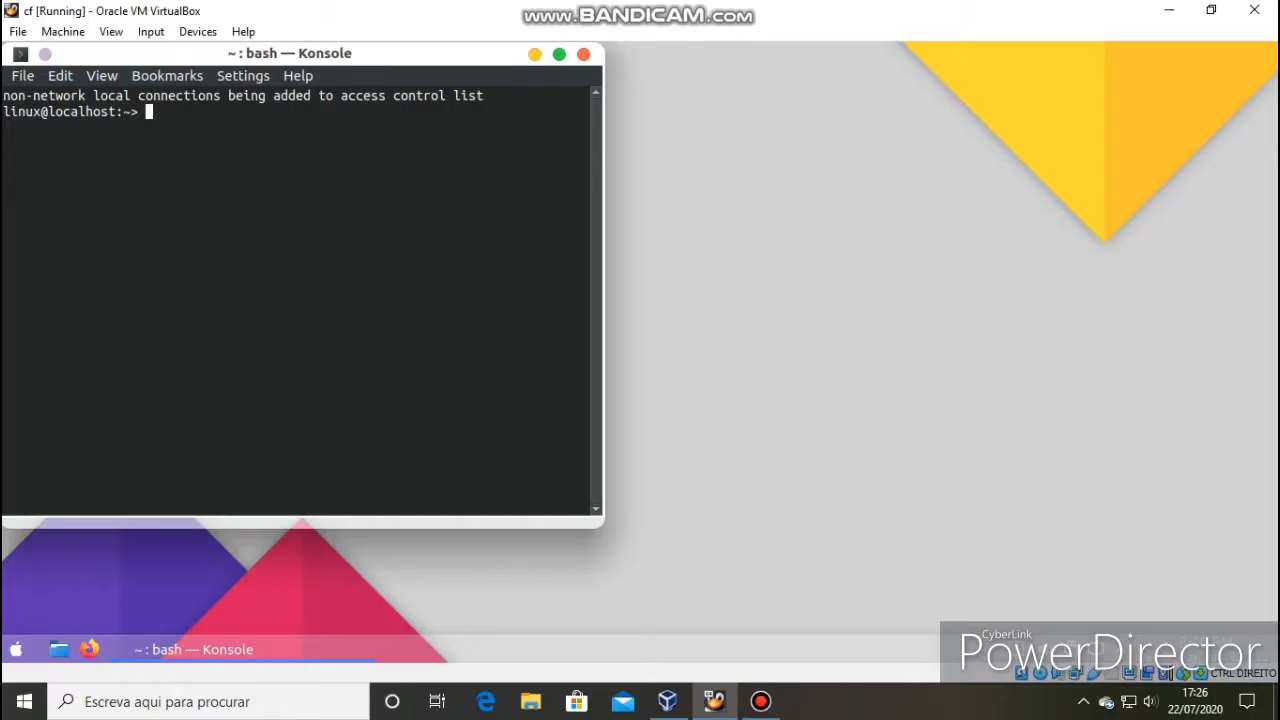 cf [Running] - Oracle VM VirtualBox
www.BANDICAM.com
File Machine View Input Devices Help
~ : bash — Konsole
File Edit View Bookmarks Settings Help
non-network local connections being added to access control list
linux@localhost:~>
~ : bash — Konsole
CyberLink
PowerDirector
CTRL DIREITO
Escreva aqui para procurar
17:26
22/07/2020